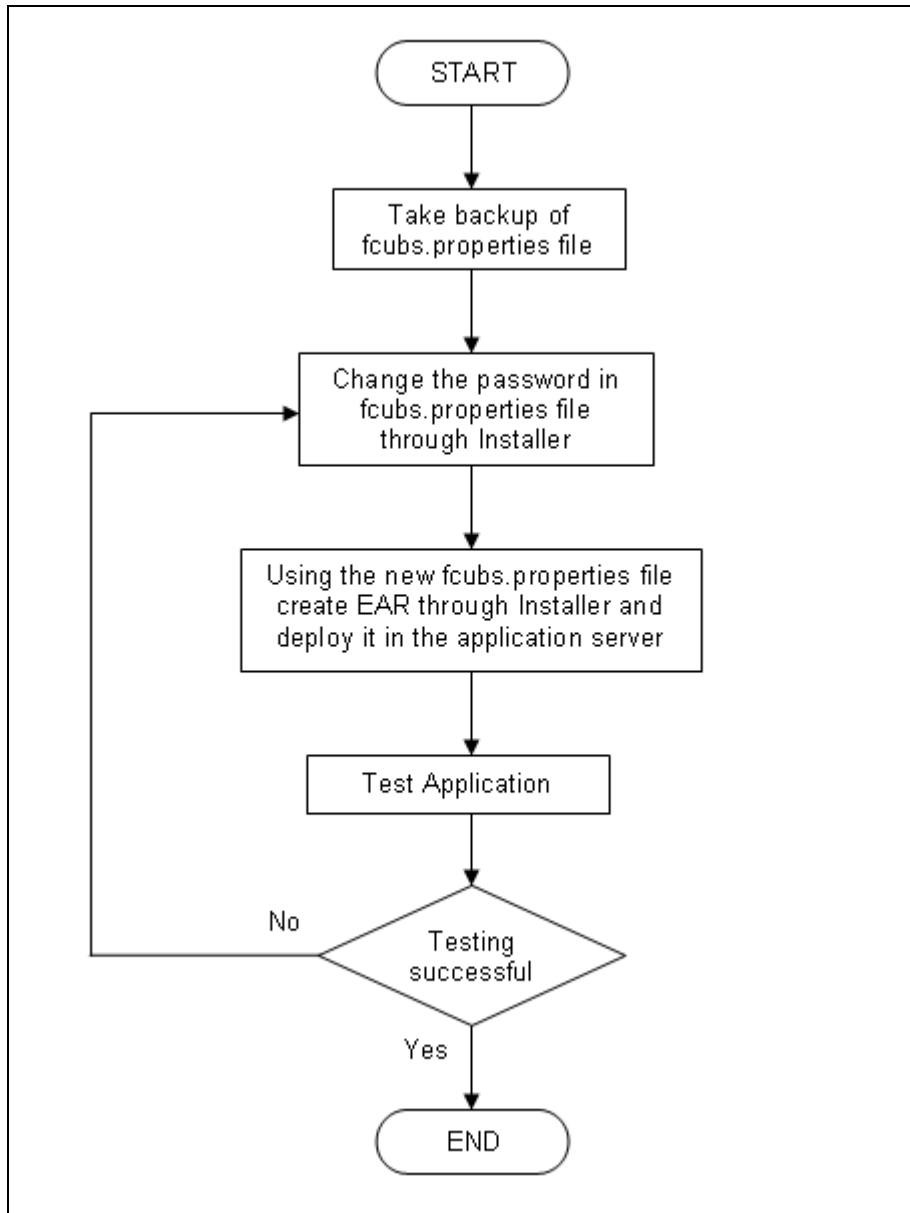 START
Take backup of
fcubs.properties file
Change the password in
fcubs.properties file
through Installer
Using the new fcubs.properties file
create EAR through Installer and
deploy it in the application server
Test Application
No
Testing
successful
Yes
END